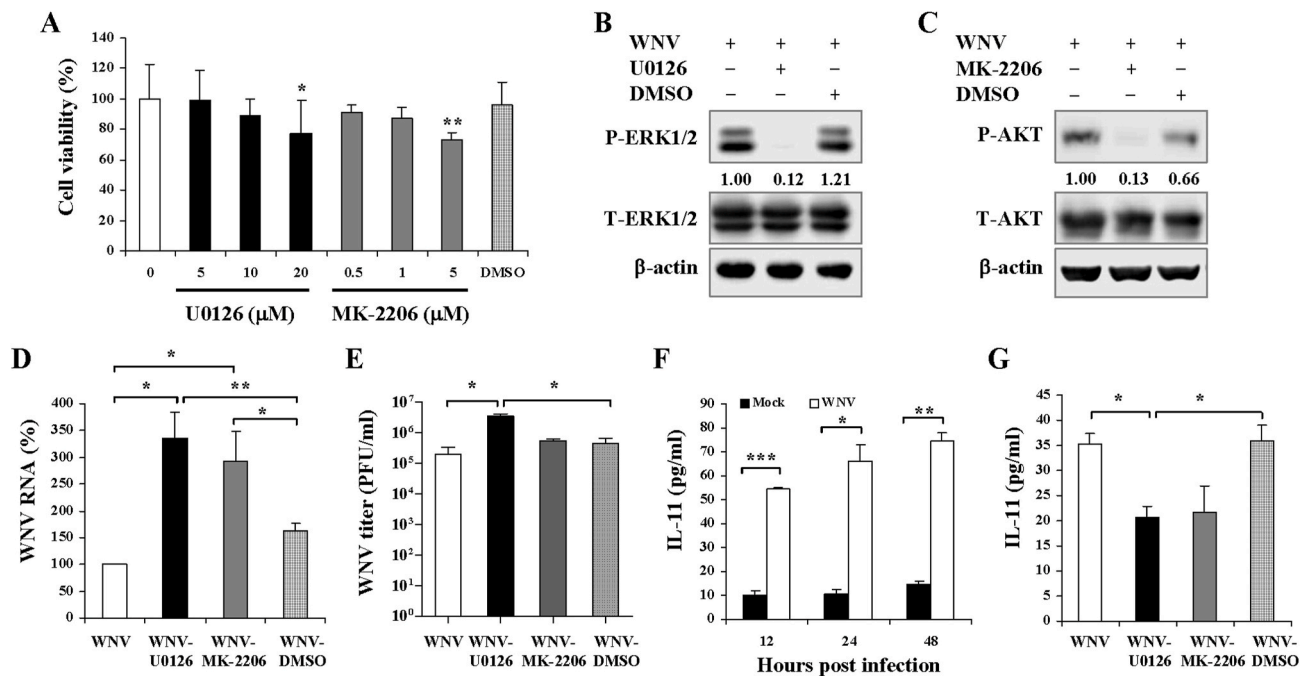 A
Cell viability (%)
140
120
100
80
60
40
20
0
*
**
0 5 10 20 0.5 1 5 DMSO
U0126 (μM) MK-2206 (μM)
B
WNV + + +
U0126 – + –
DMSO – – +
P-ERK1/2
1.00 0.12 1.21
T-ERK1/2
β-actin
C
WNV + + +
MK-2206 – + –
DMSO – – +
P-AKT
1.00 0.13 0.66
T-AKT
β-actin
D
WNV RNA (%)
400
350
300
250
200
150
100
50
0
*
* **
*
WNV WNV- WNV- WNV-
U0126 MK-2206 DMSO
E
WNV titer (PFU/ml)
10⁷
10⁶
10⁵
10⁴
10³
10²
10¹
10⁰
* *
WNV WNV- WNV- WNV-
U0126 MK-2206 DMSO
F
IL-11 (pg/ml)
90
80
70
60
50
40
30
20
10
0
Mock WNV
*** * **
12 24 48
Hours post infection
G
IL-11 (pg/ml)
45
40
35
30
25
20
15
10
5
0
* *
WNV WNV- WNV- WNV-
U0126 MK-2206 DMSO